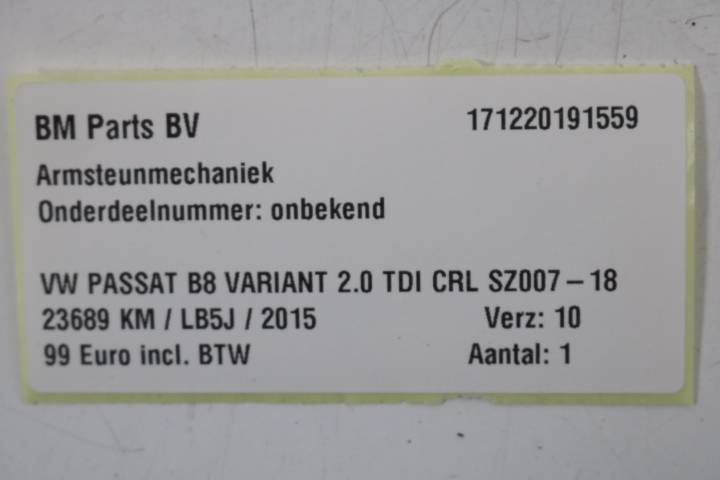 BM Parts BV 171220191559
Armsteunmechaniek
Onderdeelnummer: onbekend
VW PASSAT B8 VARIANT 2.0 TDI CRL SZ007-18
23689 KM / LB5J / 2015 Verz: 10
99 Euro incl. BTW Aantal: 1